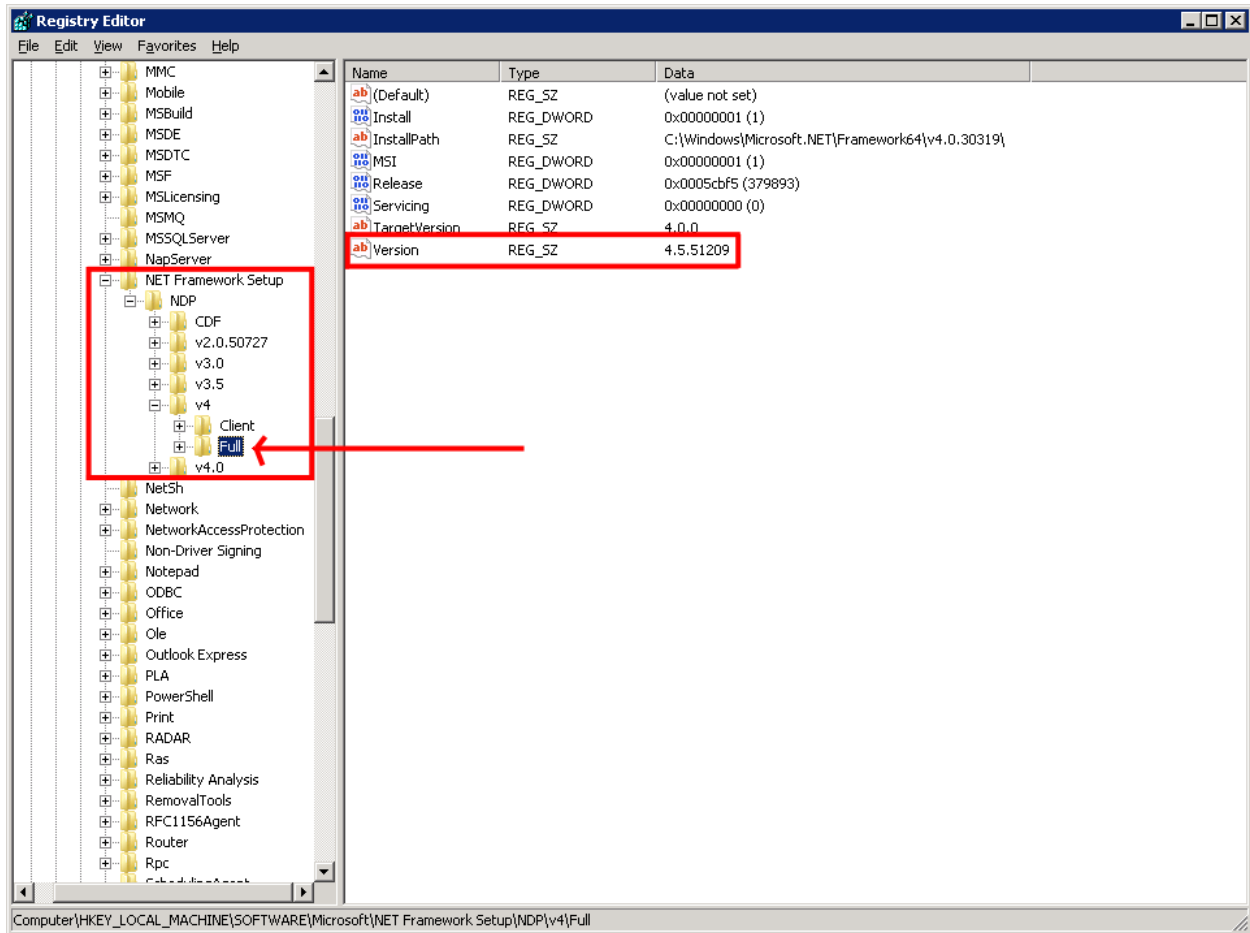 Registry Editor
File Edit View Favorites Help
MMC
Mobile
MSBuild
MSDE
MSDTC
MSF
MSLicensing
MSMQ
MSSQLServer
NapServer
NET Framework Setup
NDP
CDF
v2.0.50727
v3.0
v3.5
v4
Client
Full
v4.0
NetSh
Network
NetworkAccessProtection
Non-Driver Signing
Notepad
ODBC
Office
Ole
Outlook Express
PLA
PowerShell
Print
RADAR
Ras
Reliability Analysis
RemovalTools
RFC1156Agent
Router
Rpc
Name Type Data
(Default) REG_SZ (value not set)
Install REG_DWORD 0x00000001 (1)
InstallPath REG_SZ C:\Windows\Microsoft.NET\Framework64\v4.0.30319\
MSI REG_DWORD 0x00000001 (1)
Release REG_DWORD 0x0005cbf5 (379893)
Servicing REG_DWORD 0x00000000 (0)
TargetVersion REG_SZ 4.0.0
Version REG_SZ 4.5.51209
Computer\HKEY_LOCAL_MACHINE\SOFTWARE\Microsoft\NET Framework Setup\NDP\v4\Full